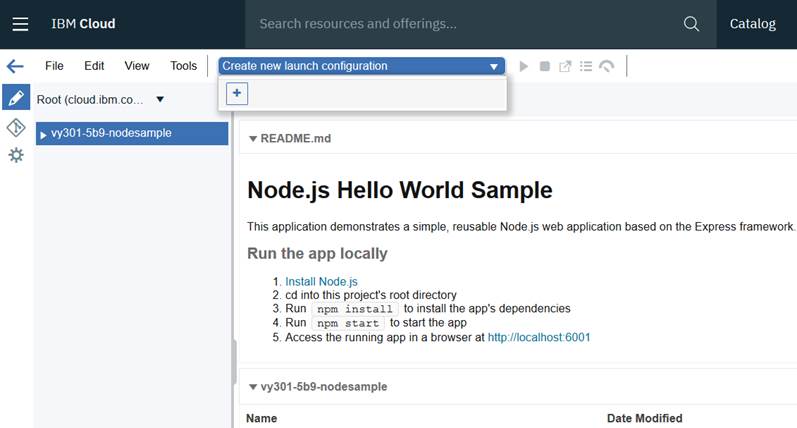 IBM Cloud
Search resources and offerings...
Catalog
File Edit View Tools
Create new launch configuration
+
Root (cloud.ibm.co...
vy301-5b9-nodesample
README.md
Node.js Hello World Sample
This application demonstrates a simple, reusable Node.js web application based on the Express framework.
Run the app locally
1. Install Node.js
2. cd into this project's root directory
3. Run npm install to install the app's dependencies
4. Run npm start to start the app
5. Access the running app in a browser at http://localhost:6001
vy301-5b9-nodesample
Name Date Modified